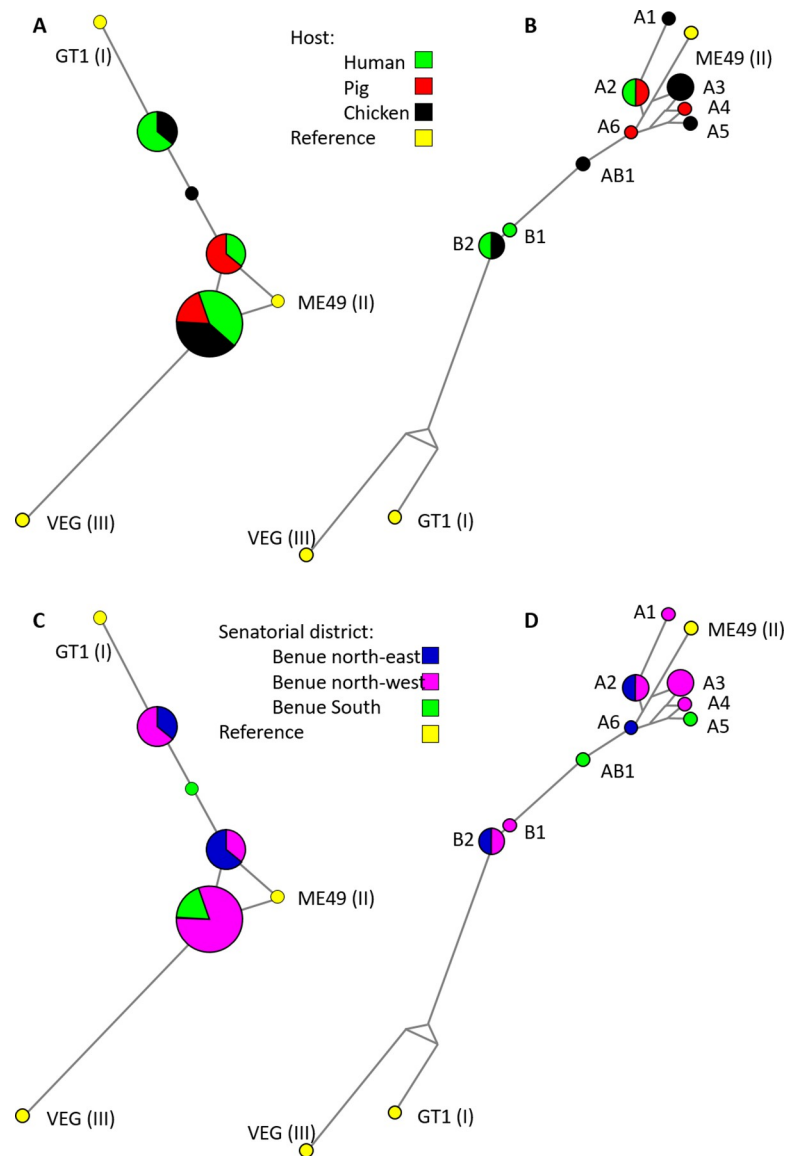 A
GT1 (I)
Host:
Human
Pig
Chicken
Reference
ME49 (II)
VEG (III)
B
A1
ME49 (II)
A2
A3
A4
A6
A5
AB1
B1
B2
VEG (III)
GT1 (I)
C
GT1 (I)
Senatorial district:
Benue north-east
Benue north-west
Benue South
Reference
ME49 (II)
VEG (III)
D
A1
ME49 (II)
A2
A3
A4
A6
A5
AB1
B1
B2
VEG (III)
GT1 (I)